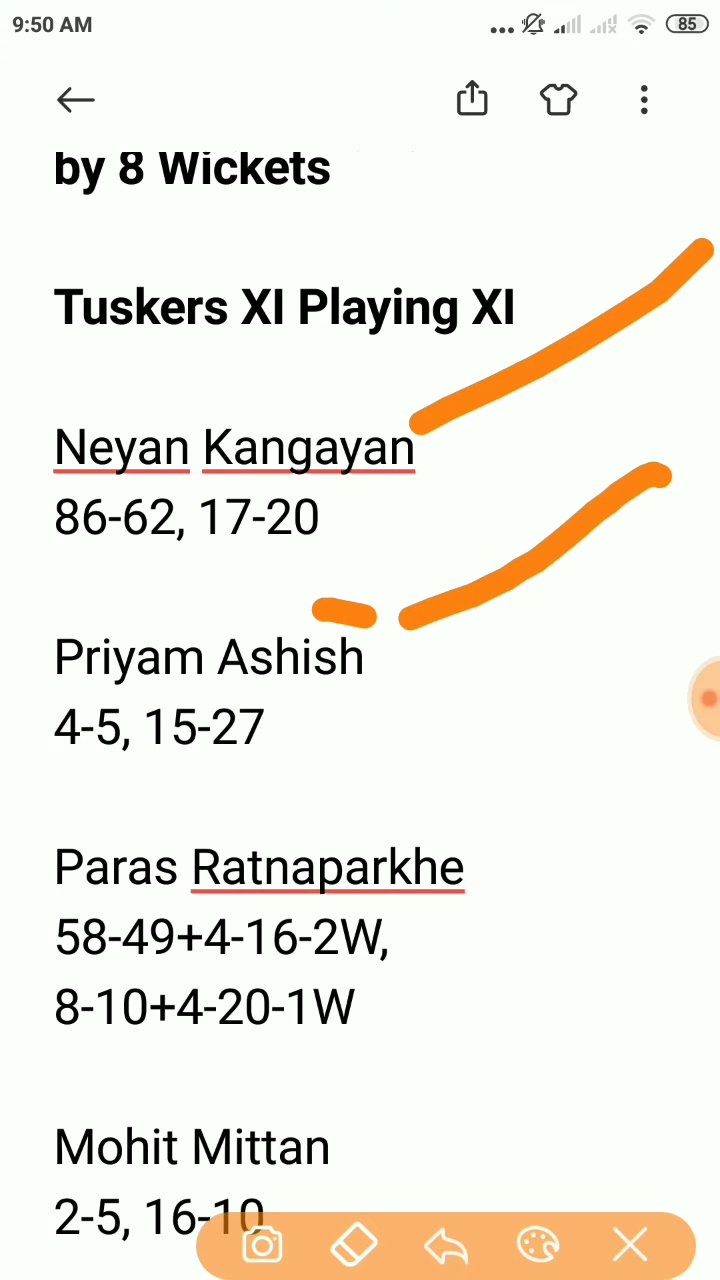 9:50 AM
85
by 8 Wickets
Tuskers XI Playing XI
Neyan Kangayan
86-62, 17-20
Priyam Ashish
4-5, 15-27
Paras Ratnaparkhe
58-49+4-16-2W,
8-10+4-20-1W
Mohit Mittan
2-5, 16-10